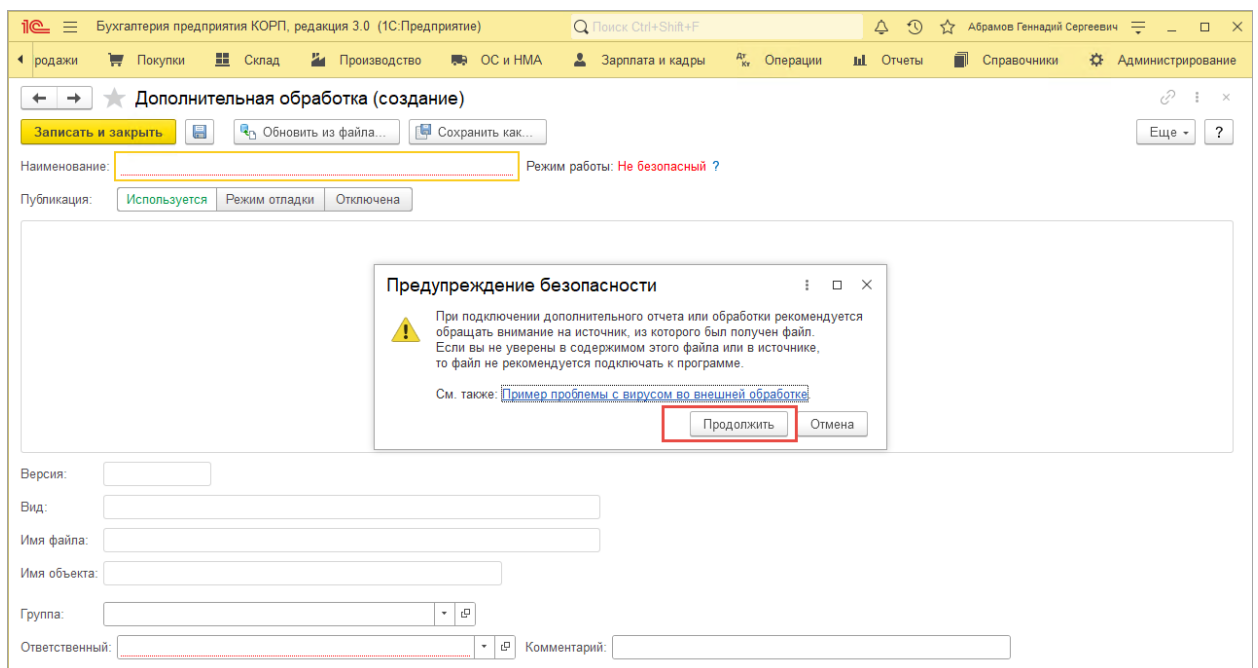 1С Бухгалтерия предприятия КОРП, редакция 3.0 (1С:Предприятие) Поиск Ctrl+Shift+F Абрамов Геннадий Сергеевич
родажи Покупки Склад Производство ОС и НМА Зарплата и кадры Дт Кт Операции Отчеты Справочники Администрирование
Дополнительная обработка (создание)
Записать и закрыть Обновить из файла... Сохранить как... Еще ?
Наименование: Режим работы: Не безопасный ?
Публикация: Используется Режим отладки Отключена
Предупреждение безопасности
При подключении дополнительного отчета или обработки рекомендуется
обращать внимание на источник, из которого был получен файл.
Если вы не уверены в содержимом этого файла или в источнике,
то файл не рекомендуется подключать к программе.
См. также: Пример проблемы с вирусом во внешней обработке.
Продолжить Отмена
Версия:
Вид:
Имя файла:
Имя объекта:
Группа:
Ответственный: Комментарий: